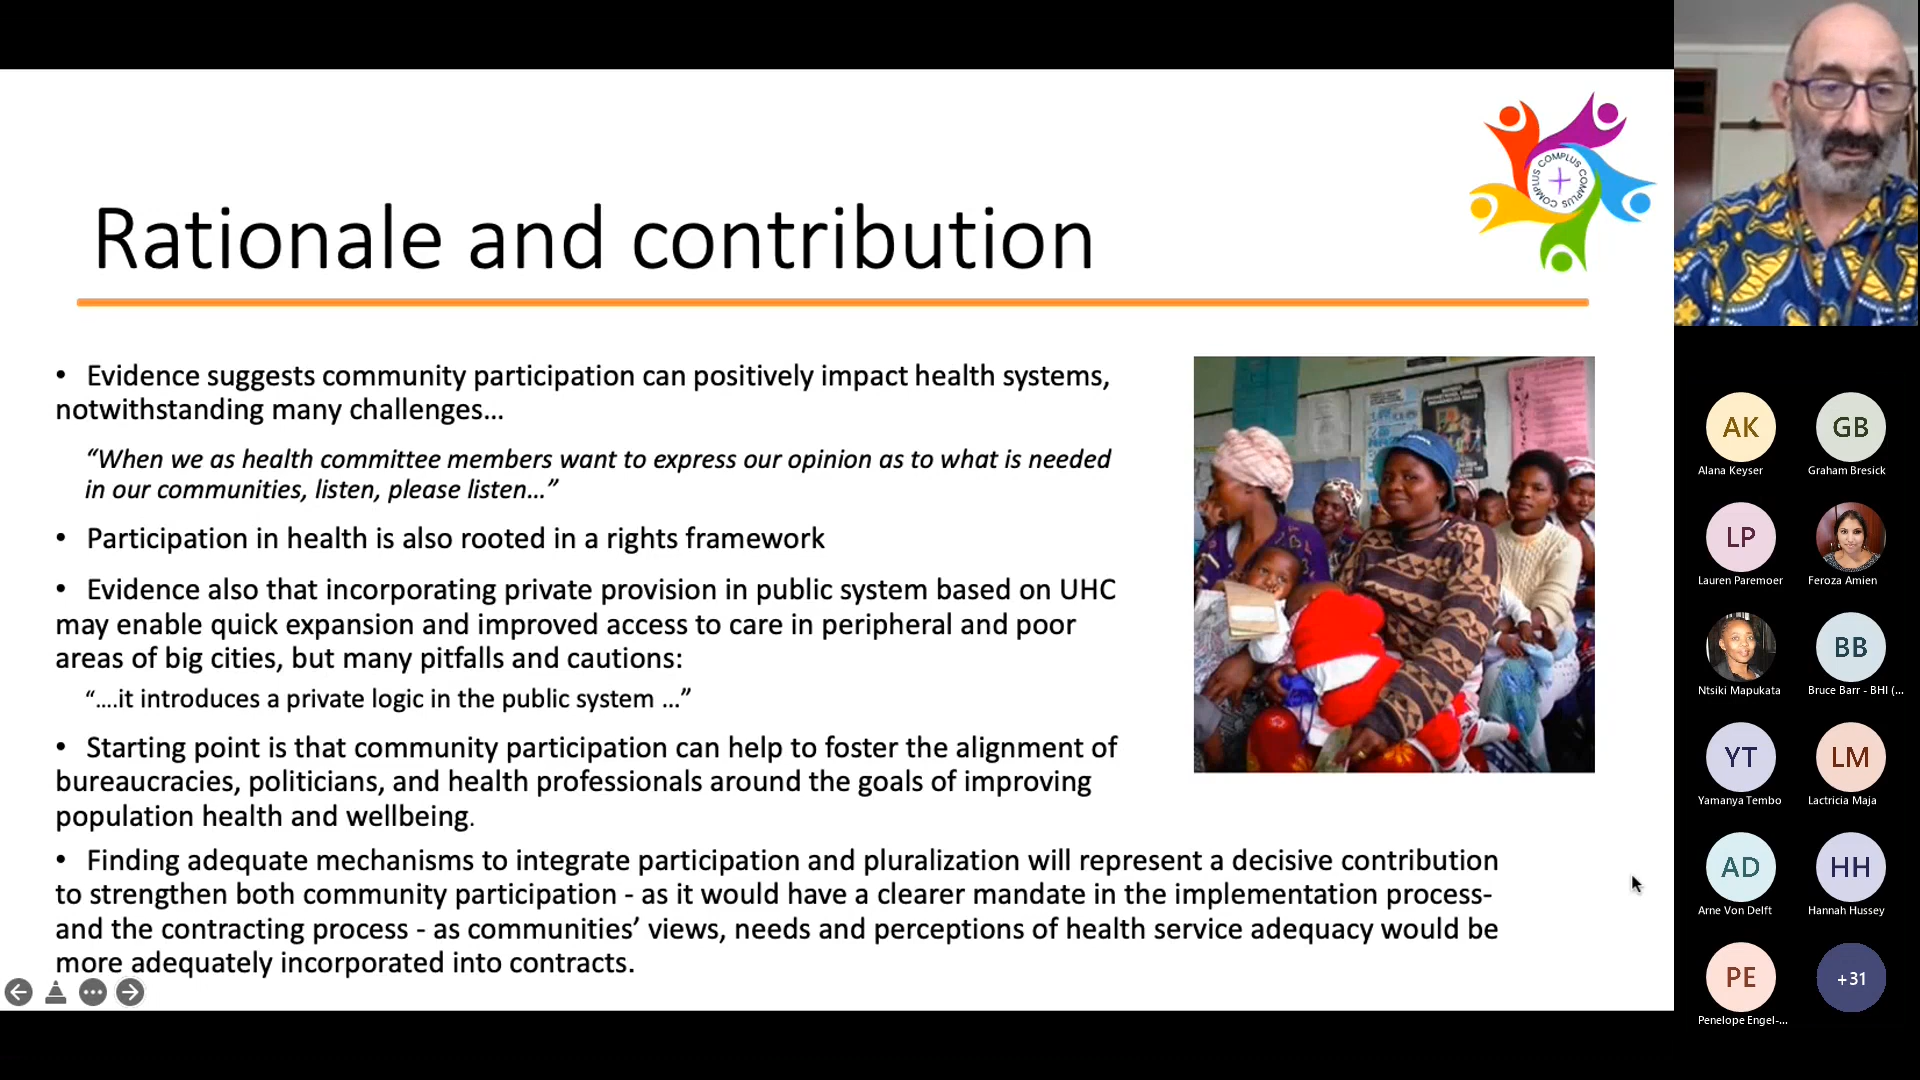 Rationale and contribution
COMPLUS COMPLUS COMPLUS
• Evidence suggests community participation can positively impact health systems,
notwithstanding many challenges...
“When we as health committee members want to express our opinion as to what is needed
in our communities, listen, please listen...”
• Participation in health is also rooted in a rights framework
• Evidence also that incorporating private provision in public system based on UHC
may enable quick expansion and improved access to care in peripheral and poor
areas of big cities, but many pitfalls and cautions:
“....it introduces a private logic in the public system ...”
• Starting point is that community participation can help to foster the alignment of
bureaucracies, politicians, and health professionals around the goals of improving
population health and wellbeing.
• Finding adequate mechanisms to integrate participation and pluralization will represent a decisive contribution
to strengthen both community participation - as it would have a clearer mandate in the implementation process-
and the contracting process - as communities’ views, needs and perceptions of health service adequacy would be
more adequately incorporated into contracts.
AK
Alana Keyser
GB
Graham Bresick
LP
Lauren Paremoer
Feroza Amien
Ntsiki Mapukata
BB
Bruce Barr - BHI (...
YT
Yamanya Tembo
LM
Lactricia Maja
AD
Arne Von Delft
HH
Hannah Hussey
PE
Penelope Engel-...
+31